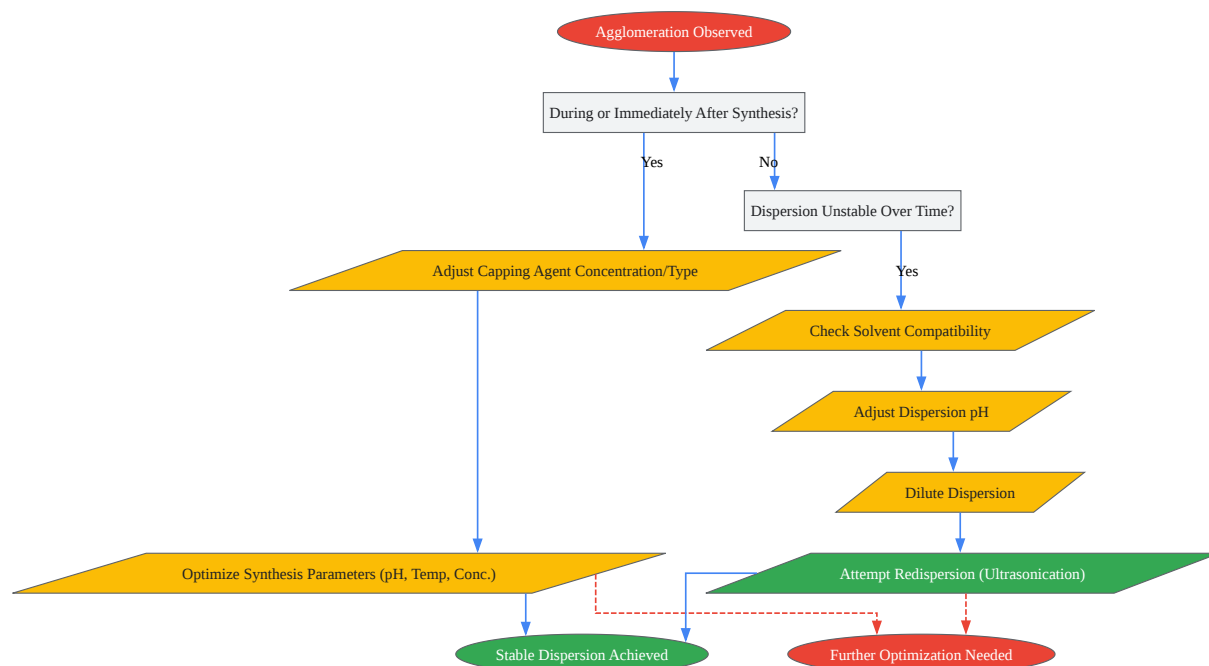 Agglomeration Observed
During or Immediately After Synthesis?
Yes
No
Dispersion Unstable Over Time?
Adjust Capping Agent Concentration/Type
Yes
Check Solvent Compatibility
Adjust Dispersion pH
Dilute Dispersion
Optimize Synthesis Parameters (pH, Temp, Conc.)
Attempt Redispersion (Ultrasonication)
Stable Dispersion Achieved
Further Optimization Needed